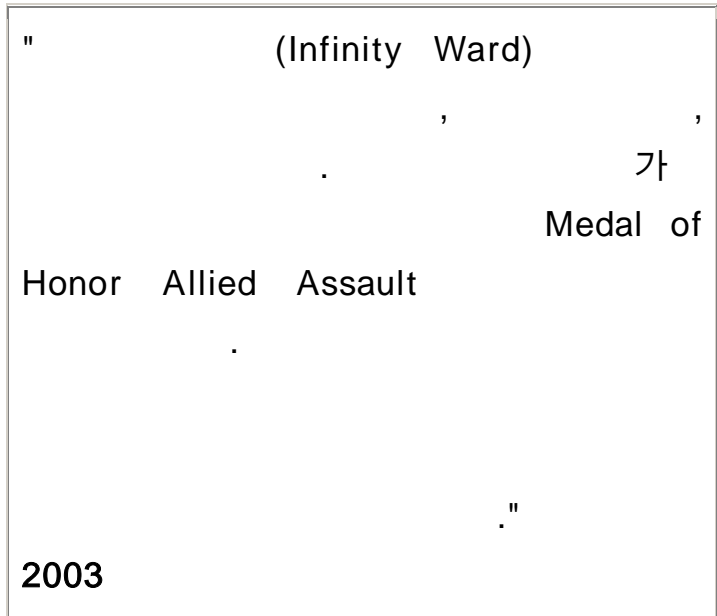 " (Infinity Ward)
, ,
. 가
Medal of
Honor Allied Assault
.
."
2003